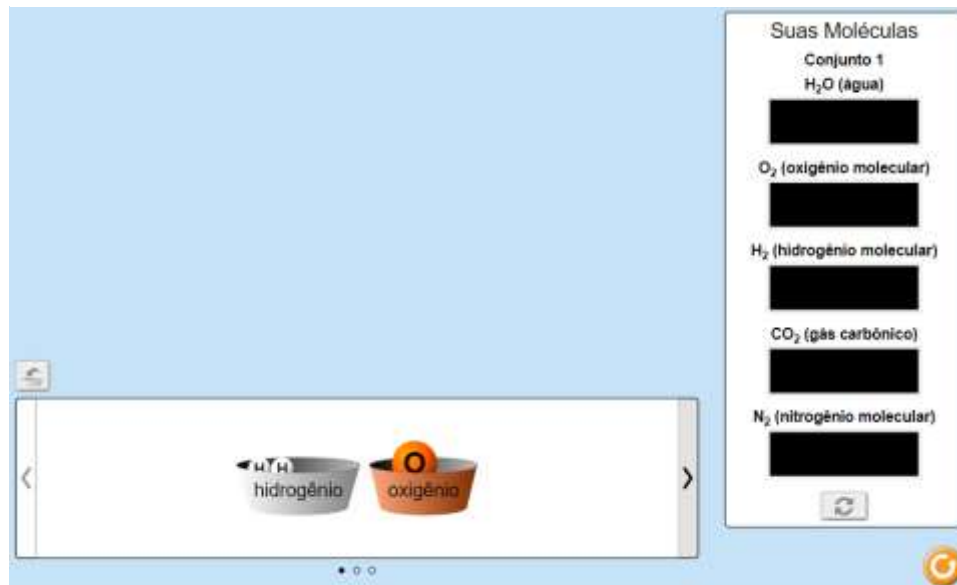 Suas Moléculas
Conjunto 1
H₂O (água)
O₂ (oxigênio molecular)
H₂ (hidrogênio molecular)
CO₂ (gás carbônico)
N₂ (nitrogênio molecular)
H H
hidrogênio
O
oxigênio